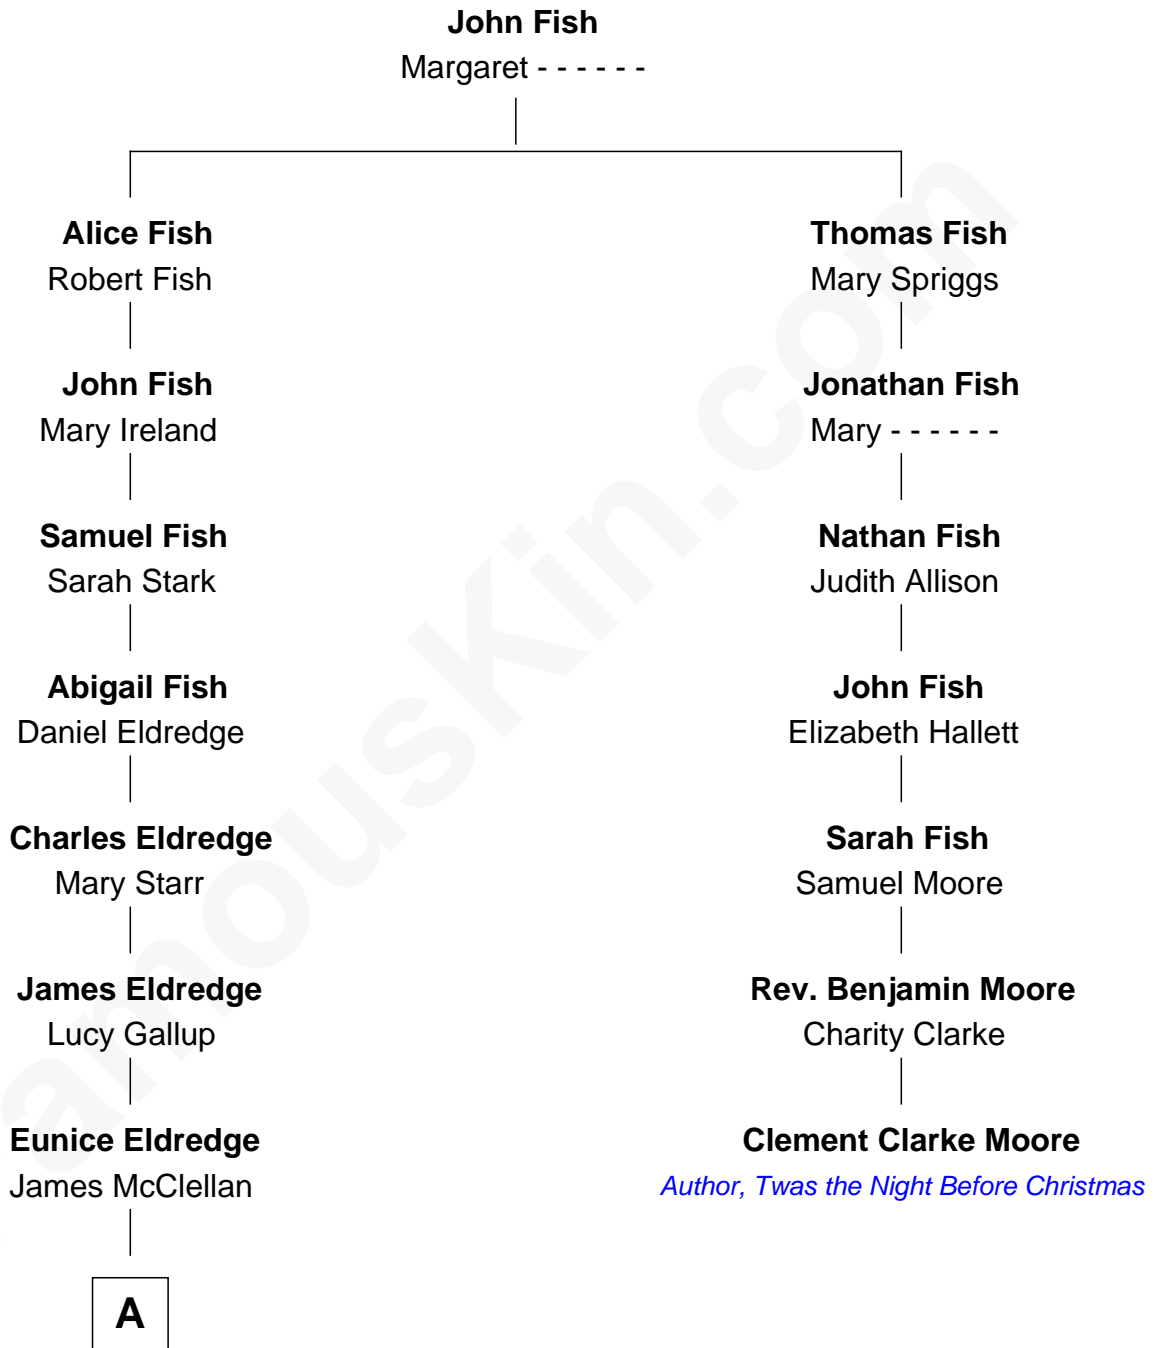 John Fish
Margaret - - - - - -
Alice Fish
Robert Fish
Thomas Fish
Mary Spriggs
John Fish
Mary Ireland
Jonathan Fish
Mary - - - - - -
Samuel Fish
Sarah Stark
Nathan Fish
Judith Allison
Abigail Fish
Daniel Eldredge
John Fish
Elizabeth Hallett
Charles Eldredge
Mary Starr
Sarah Fish
Samuel Moore
James Eldredge
Lucy Gallup
Rev. Benjamin Moore
Charity Clarke
Eunice Eldredge
James McClellan
Clement Clarke Moore
Author, Twas the Night Before Christmas
A
amousKin.com